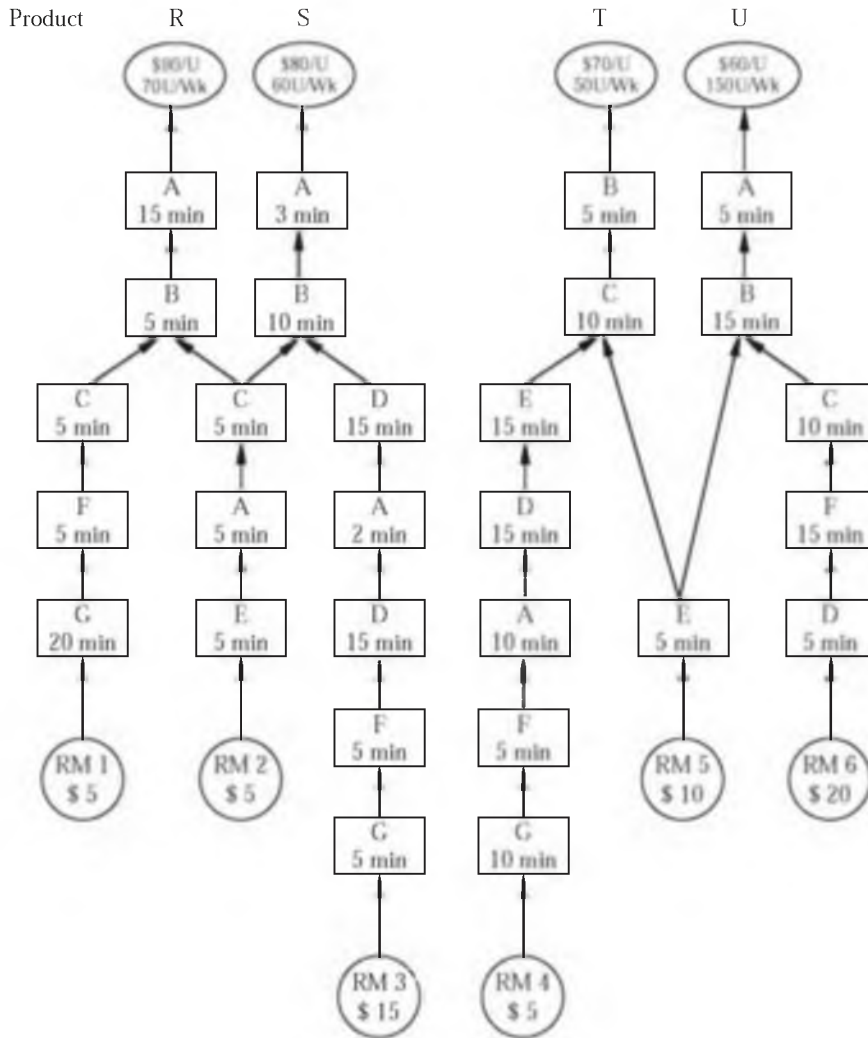 Product R S T U
70U/Wk
$80/U
60U/Wk
$70/U
50U/Wk
$60/U
150U/Wk
A
15 min
A
3 min
B
5 min
A
5 min
B
5 min
B
10 min
C
10 min
B
15 min
C
5 min
C
5 min
D
15 min
E
15 min
C
10 min
F
5 min
A
5 min
A
2 min
D
15 min
F
15 min
G
20 min
E
5 min
D
15 min
A
10 min
E
5 min
D
5 min
RM 1
$ 5
RM 2
$ 5
F
5 min
F
5 min
RM 5
$ 10
RM 6
$ 20
G
5 min
G
10 min
RM 3
$ 15
RM 4
$ 5